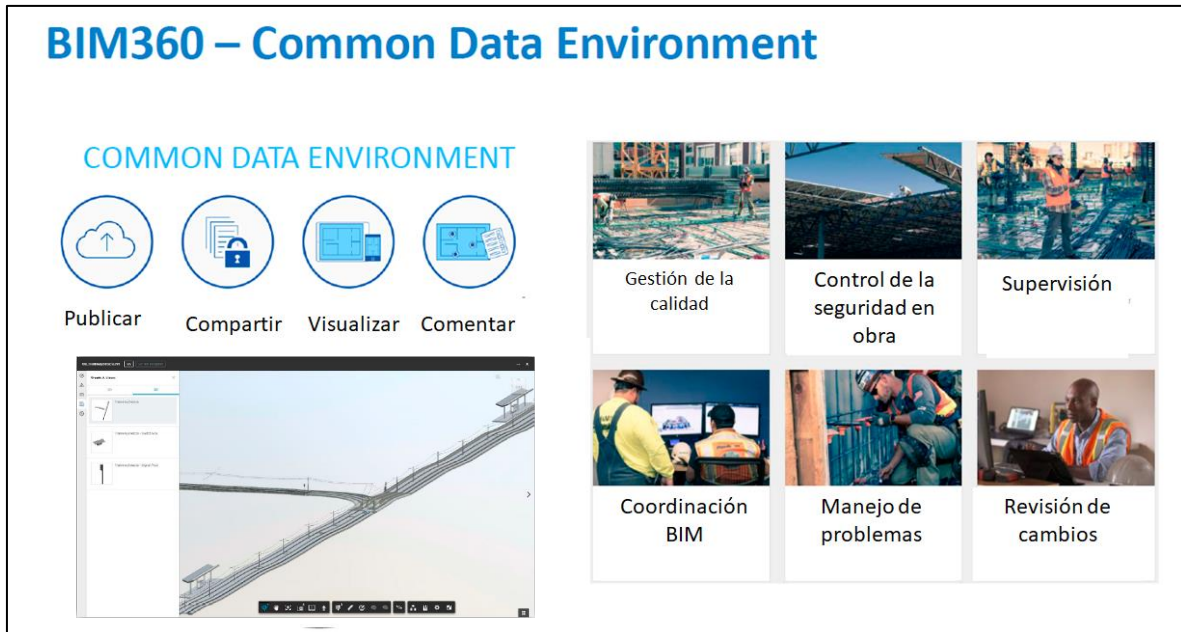 BIM360 – Common Data Environment
COMMON DATA ENVIRONMENT
Publicar
Compartir
Visualizar
Comentar
Gestión de la
calidad
Control de la
seguridad en
obra
Supervisión
Coordinación
BIM
Manejo de
problemas
Revisión de
cambios